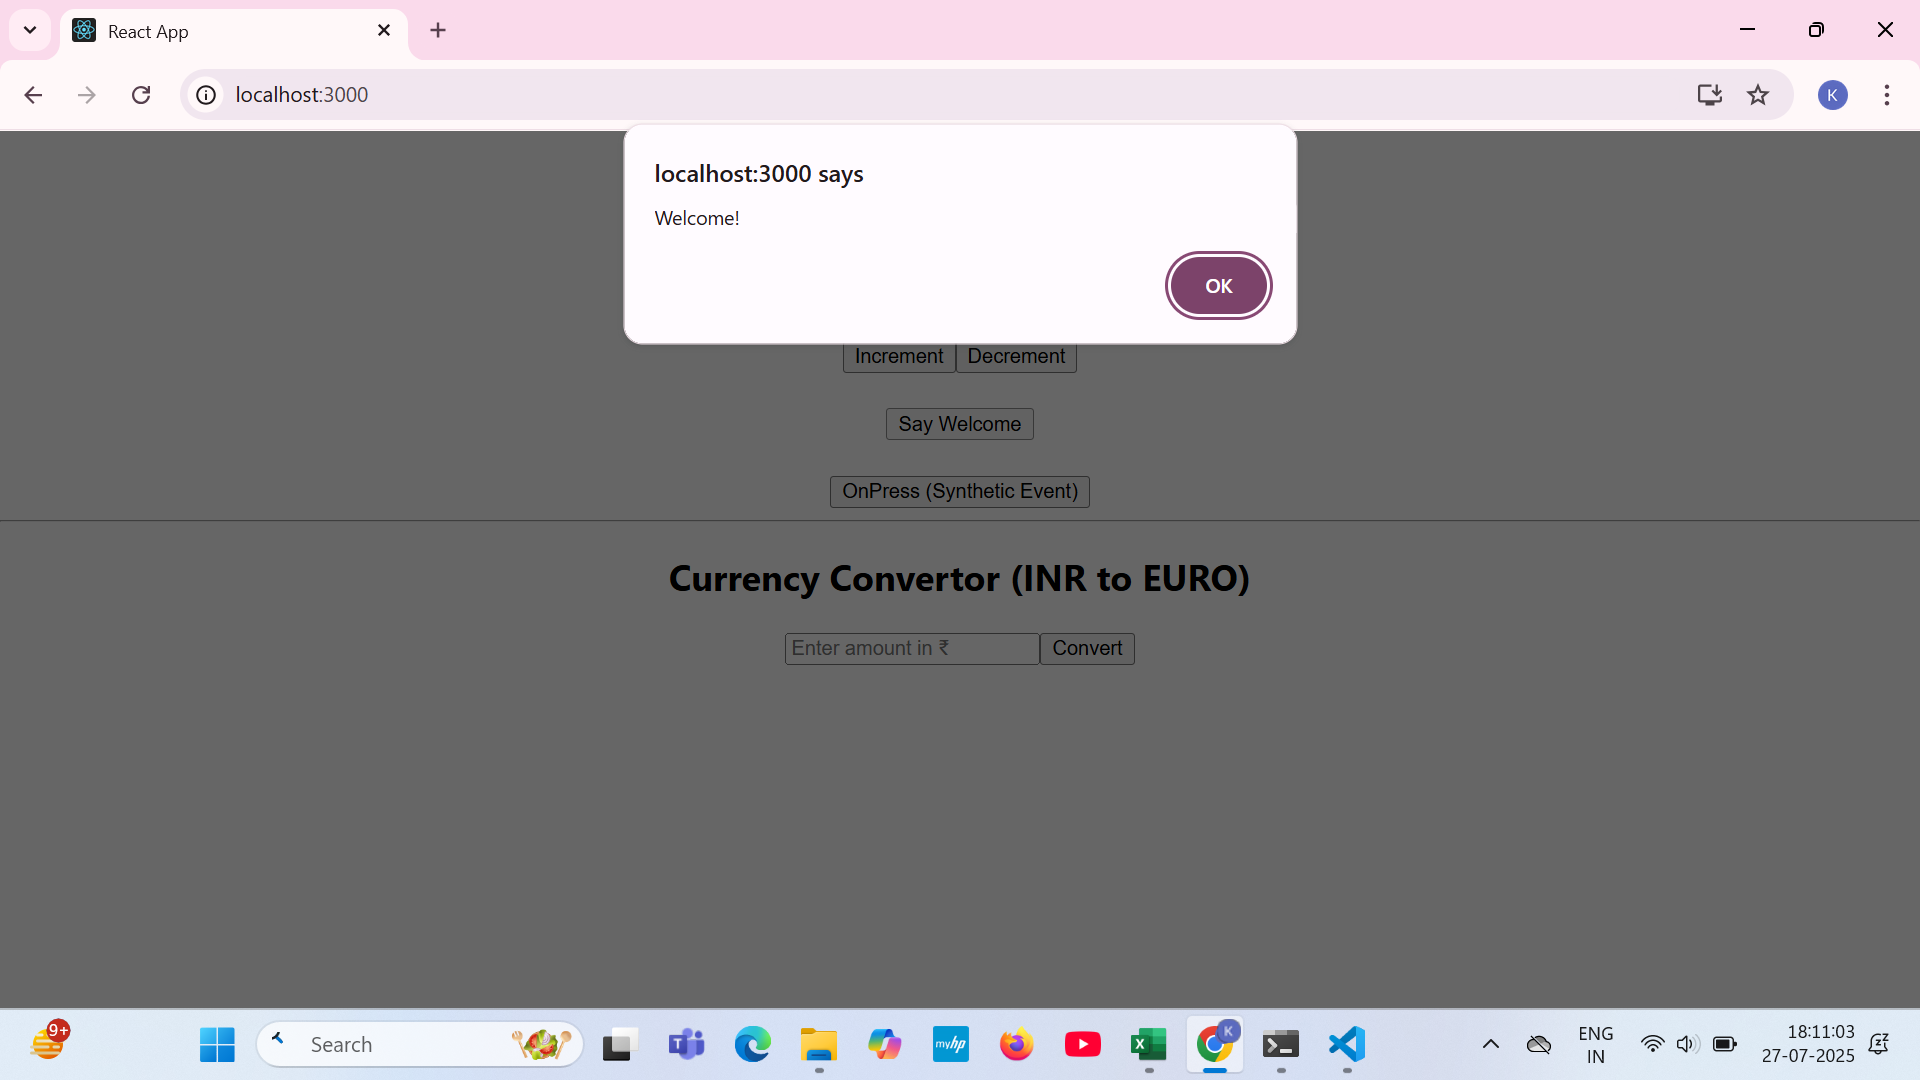 React App
localhost:3000
K
localhost:3000 says
Welcome!
OK
Increment Decrement
Say Welcome
OnPress (Synthetic Event)
Currency Convertor (INR to EURO)
Enter amount in ₹ Convert
9+
Search
T
myhp
X
K
ENG
IN
18:11:03
27-07-2025